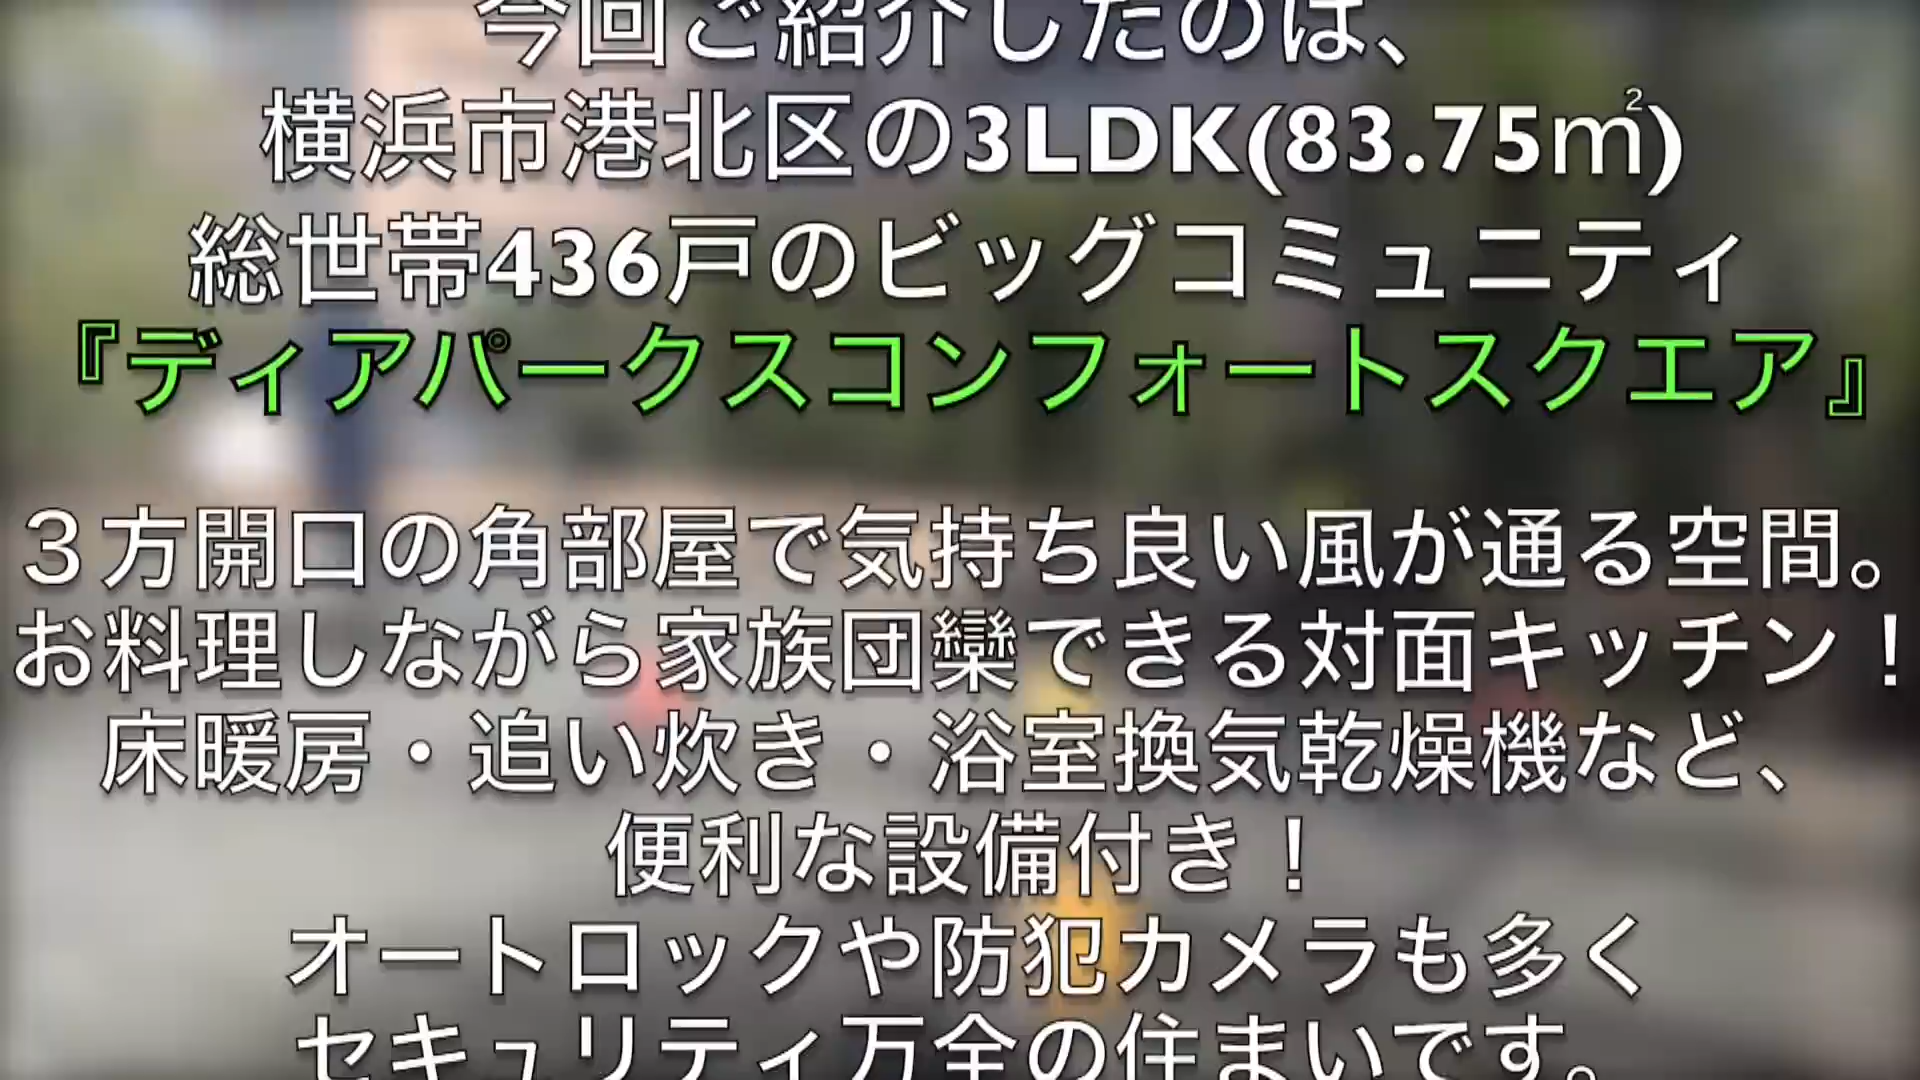 今回ご紹介したのは、
横浜市港北区の3LDK(83.75㎡)
総世帯436戸のビッグコミュニティ
『ディアパークスコンフォートスクエア』
３方開口の角部屋で気持ち良い風が通る空間。
お料理しながら家族団欒できる対面キッチン！
床暖房・追い炊き・浴室換気乾燥機など、
便利な設備付き！
オートロックや防犯カメラも多く
セキュリティ万全の住まいです。